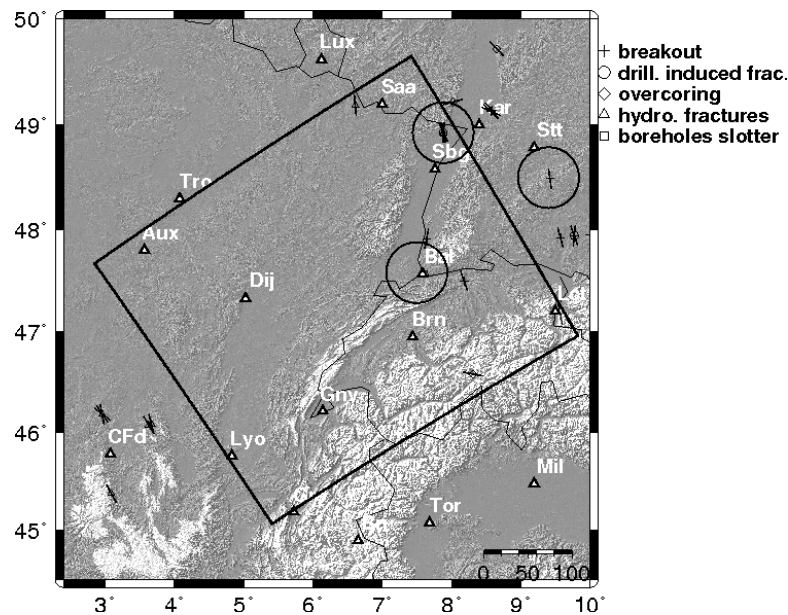 50˚
49˚
48˚
47˚
46˚
45˚
3˚
4˚
5˚
6˚
7˚
8˚
9˚
10˚
Lux
Saa
Kar
Stt
Sbg
Tro
Aux
Dij
Brn
CFd
Lyo
Mil
Tor
0
50
100
breakout
drill. induced frac.
overcoring
hydro. fractures
boreholes slotter